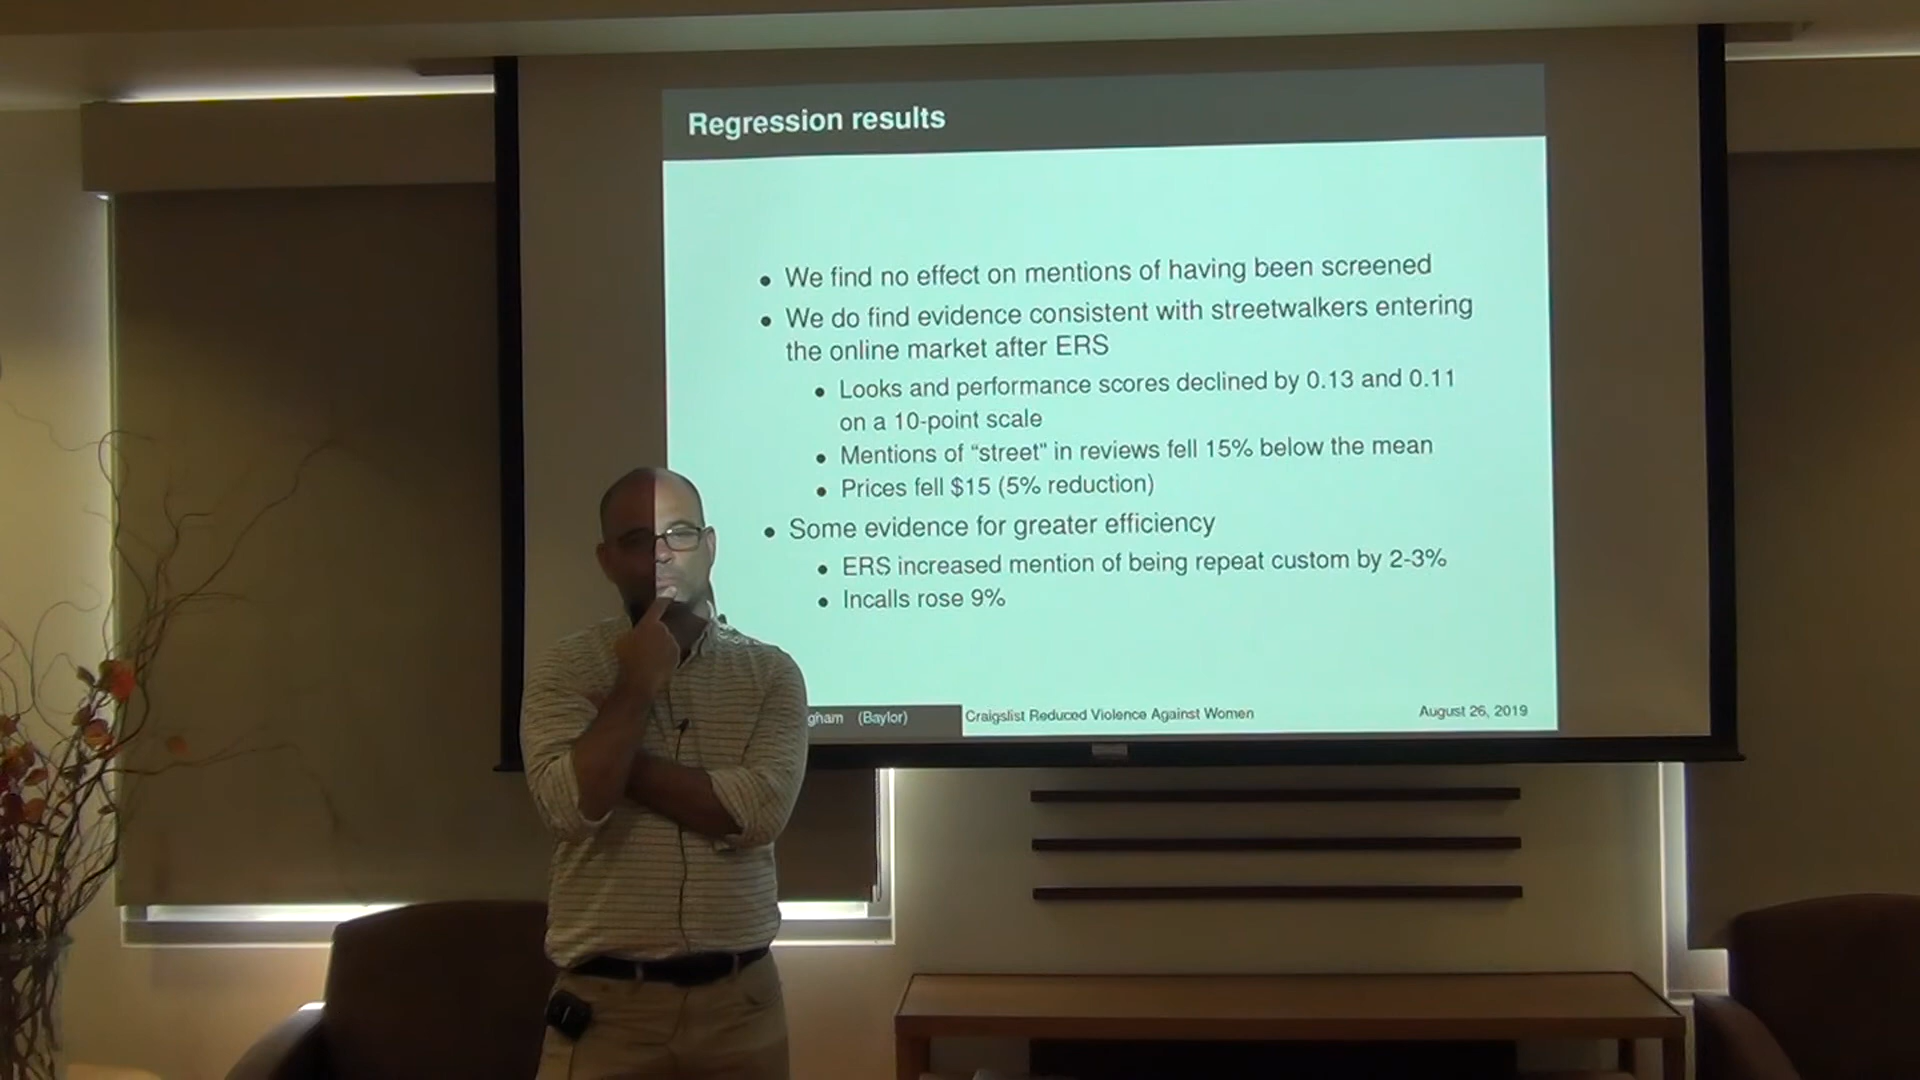 Regression results
• We find no effect on mentions of having been screened
• We do find evidence consistent with streetwalkers entering
the online market after ERS
• Looks and performance scores declined by 0.13 and 0.11
on a 10-point scale
• Mentions of “street" in reviews fell 15% below the mean
• Prices fell $15 (5% reduction)
• Some evidence for greater efficiency
• ERS increased mention of being repeat custom by 2-3%
• Incalls rose 9%
gham (Baylor) Craigslist Reduced Violence Against Women August 26, 2019